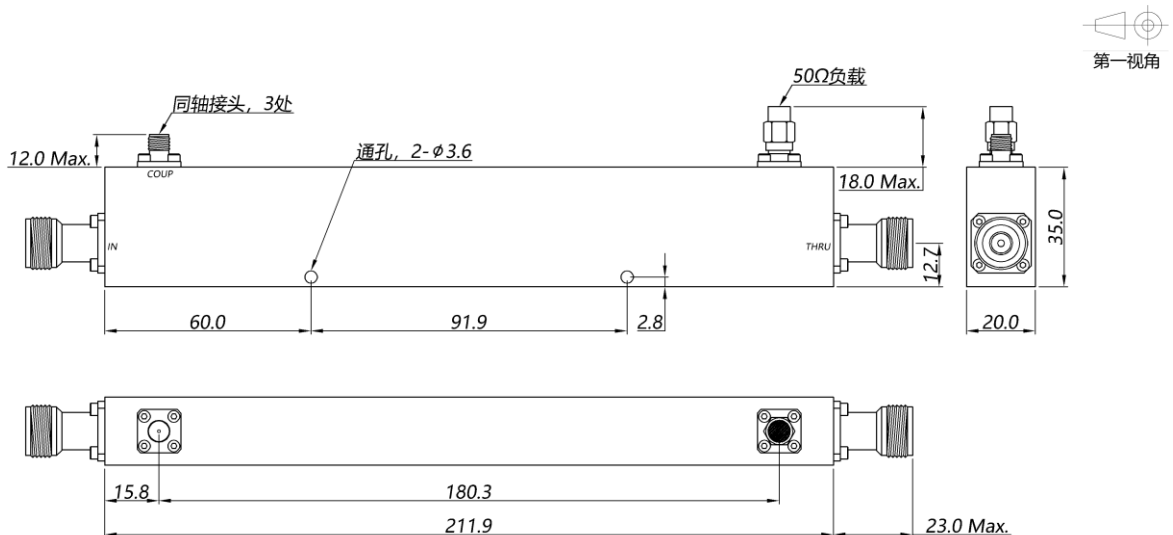 第一视角
50Ω负载
同轴接头，3处
12.0 Max.
通孔，2-ϕ3.6
COUP
18.0 Max.
IN
THRU
12.7
35.0
60.0
91.9
2.8
20.0
15.8
180.3
211.9
23.0 Max.